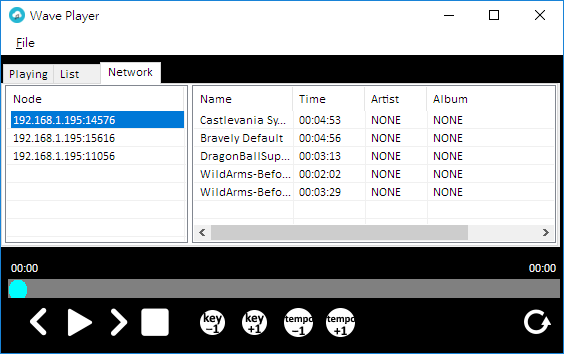 Wave Player
File
Playing List Network
Node
192.168.1.195:14576
192.168.1.195:15616
192.168.1.195:11056
Name Time Artist Album
Castlevania Sy... 00:04:53 NONE NONE
Bravely Default 00:04:56 NONE NONE
DragonBallSup... 00:03:13 NONE NONE
WildArms-Befo... 00:02:02 NONE NONE
WildArms-Befo... 00:03:29 NONE NONE
00:00 00:00
key key tempo tempo
-1 +1 -1 +1